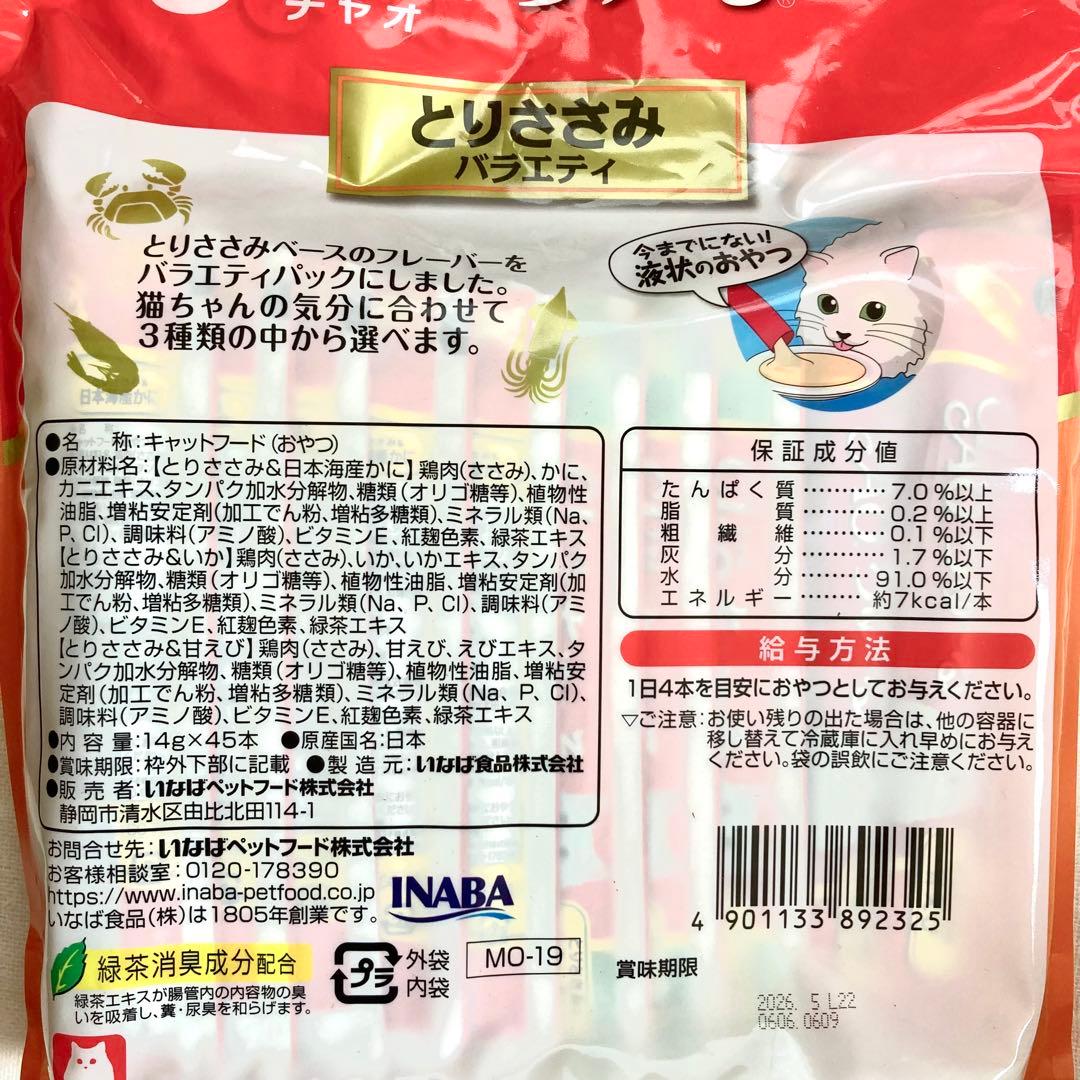 チャオ
®
とりささみ
バラエティ
とりささみベースのフレーバーを
バラエティパックにしました。
猫ちゃんの気分に合わせて
3種類の中から選べます。
今までにない!
液状のおやつ
日本海産かに
●名　称:キャットフード(おやつ)
●原材料名:【とりささみ&日本海産かに】鶏肉(ささみ)、かに、
カニエキス、タンパク加水分解物、糖類(オリゴ糖等)、植物性
油脂、増粘安定剤(加工でん粉、増粘多糖類)、ミネラル類(Na、
P、Cl)、調味料(アミノ酸)、ビタミンE、紅麹色素、緑茶エキス
【とりささみ&いか】鶏肉(ささみ)、いか、いかエキス、タンパク
加水分解物、糖類(オリゴ糖等)、植物性油脂、増粘安定剤(加
工でん粉、増粘多糖類)、ミネラル類(Na、P、Cl)、調味料(アミ
ノ酸)、ビタミンE、紅麹色素、緑茶エキス
【とりささみ&甘えび】鶏肉(ささみ)、甘えび、えびエキス、タ
ンパク加水分解物、糖類(オリゴ糖等)、植物性油脂、増粘安
定剤(加工でん粉、増粘多糖類)、ミネラル類(Na、P、Cl)、
調味料(アミノ酸)、ビタミンE、紅麹色素、緑茶エキス
●内容量:14g×45本 ●原産国名:日本
●賞味期限:枠外下部に記載 ●製造元:いなば食品株式会社
●販売者:いなばペットフード株式会社
静岡市清水区由比北田114-1
保証成分値
たんぱく質………7.0%以上
脂質………0.2%以上
粗繊維………0.1%以下
灰分………1.7%以下
水分………91.0%以下
エネルギー………約7kcal/本
給与方法
1日4本を目安におやつとしてお与えください。
▽ご注意:お使い残りの出た場合は、他の容器に
移し替えて冷蔵庫に入れ早めにお与え
ください。袋の誤飲にご注意ください。
お問合せ先:いなばペットフード株式会社
お客様相談室:0120-178390
https://www.inaba-petfood.co.jp
いなば食品(株)は1805年創業です。
INABA
4 901133 892325
緑茶消臭成分配合
緑茶エキスが腸管内の内容物の臭
いを吸着し、糞・尿臭を和らげます。
プラ
外袋
内袋
MO-19
賞味期限
2026. 5 L22
0606.0609